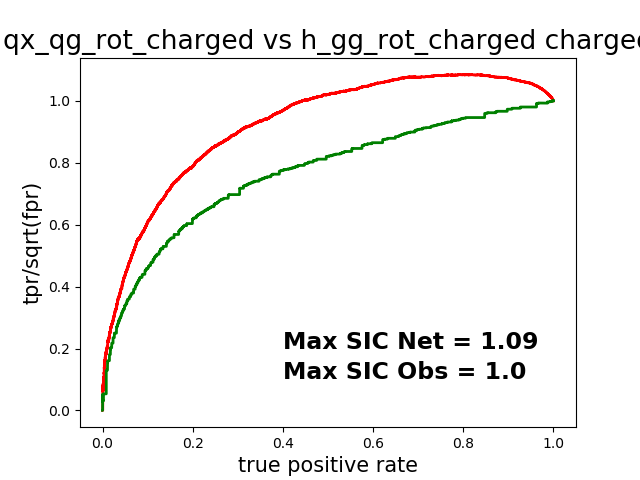 qx_qg_rot_charged vs h_gg_rot_charged charged
1.0
0.8
0.6
0.4
0.2
0.0
tpr/sqrt(fpr)
Max SIC Net = 1.09
Max SIC Obs = 1.0
0.0 0.2 0.4 0.6 0.8 1.0
true positive rate